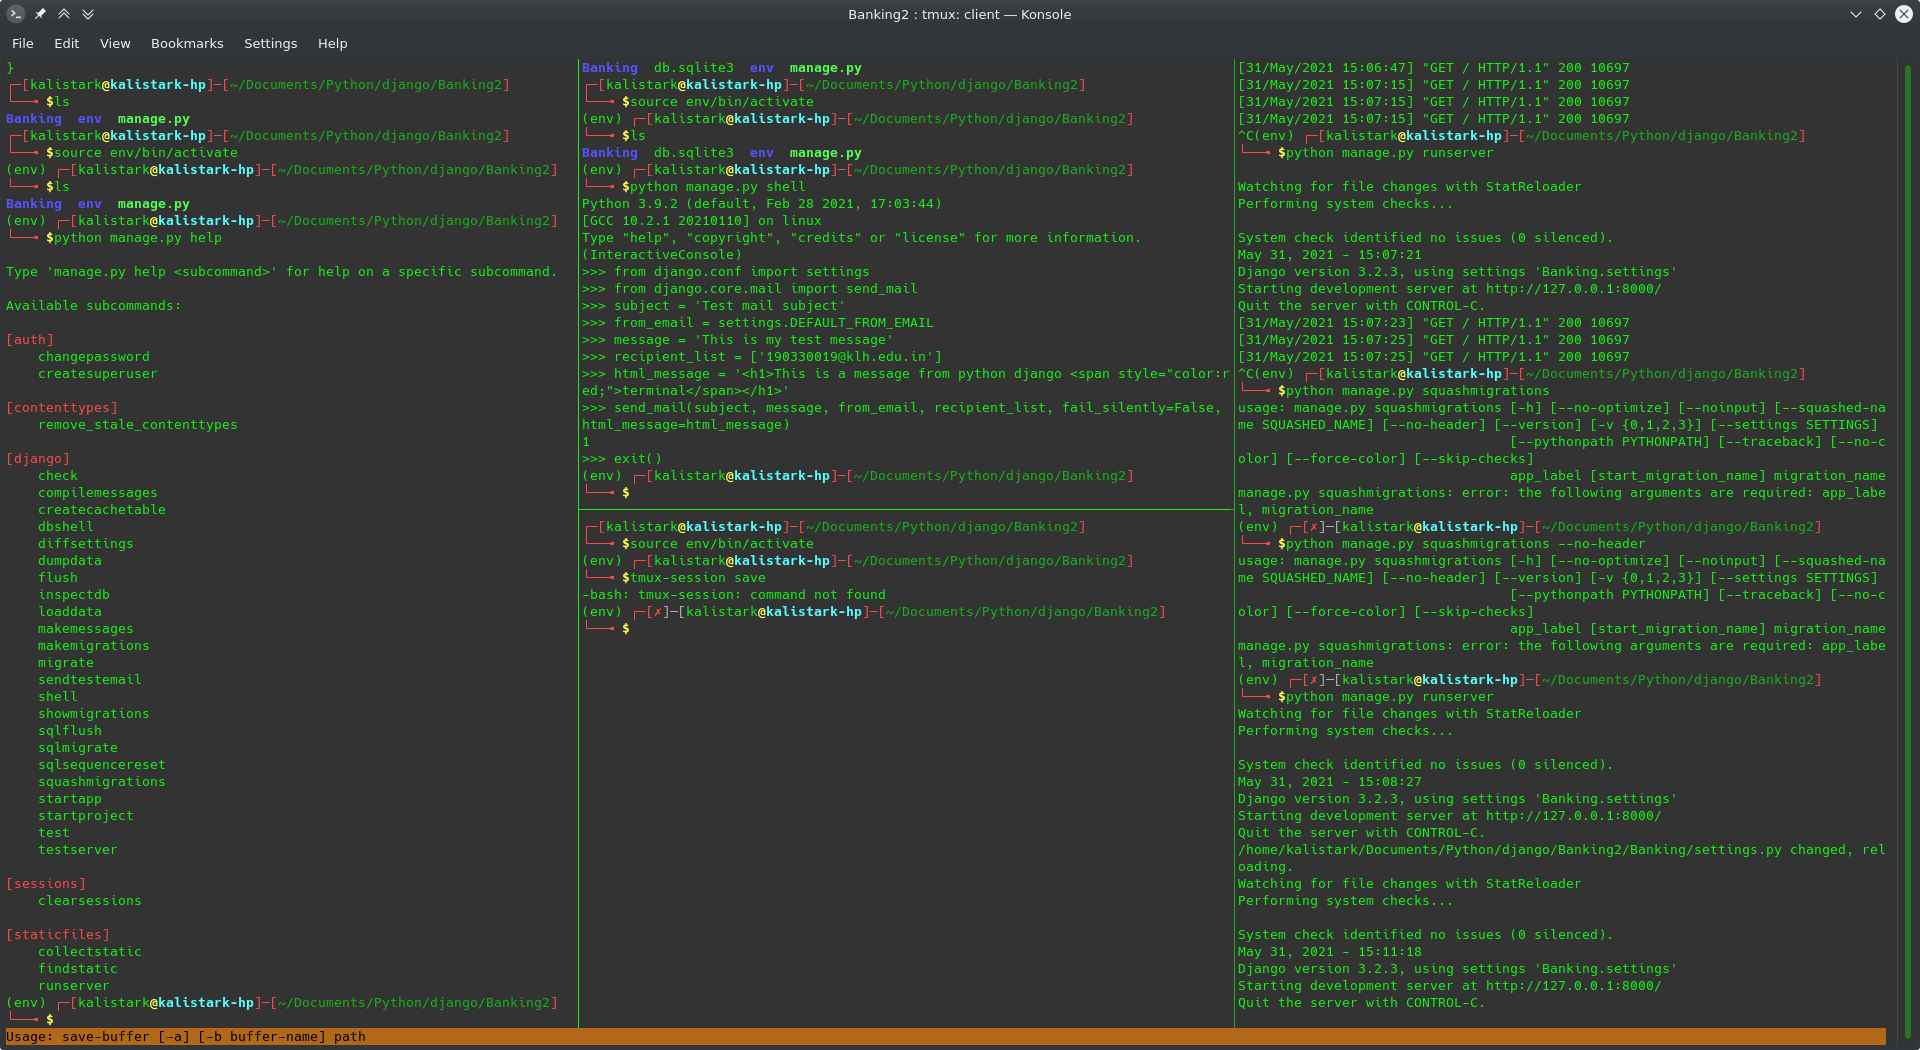 Banking2 : tmux: client — Konsole
File Edit View Bookmarks Settings Help
}
┌─[kalistark@kalistark-hp]─[~/Documents/Python/django/Banking2]
└──╼ $ls
Banking  env  manage.py
┌─[kalistark@kalistark-hp]─[~/Documents/Python/django/Banking2]
└──╼ $source env/bin/activate
(env) ┌─[kalistark@kalistark-hp]─[~/Documents/Python/django/Banking2]
└──╼ $ls
Banking  env  manage.py
(env) ┌─[kalistark@kalistark-hp]─[~/Documents/Python/django/Banking2]
└──╼ $python manage.py help
Type 'manage.py help <subcommand>' for help on a specific subcommand.
Available subcommands:
[auth]
    changepassword
    createsuperuser
[contenttypes]
    remove_stale_contenttypes
[django]
    check
    compilemessages
    createcachetable
    dbshell
    diffsettings
    dumpdata
    flush
    inspectdb
    loaddata
    makemessages
    makemigrations
    migrate
    sendtestemail
    shell
    showmigrations
    sqlflush
    sqlmigrate
    sqlsequencereset
    squashmigrations
    startapp
    startproject
    test
    testserver
[sessions]
    clearsessions
[staticfiles]
    collectstatic
    findstatic
    runserver
(env) ┌─[kalistark@kalistark-hp]─[~/Documents/Python/django/Banking2]
└──╼ $
Banking  db.sqlite3  env  manage.py
┌─[kalistark@kalistark-hp]─[~/Documents/Python/django/Banking2]
└──╼ $source env/bin/activate
(env) ┌─[kalistark@kalistark-hp]─[~/Documents/Python/django/Banking2]
└──╼ $ls
Banking  db.sqlite3  env  manage.py
(env) ┌─[kalistark@kalistark-hp]─[~/Documents/Python/django/Banking2]
└──╼ $python manage.py shell
Python 3.9.2 (default, Feb 28 2021, 17:03:44)
[GCC 10.2.1 20210110] on linux
Type "help", "copyright", "credits" or "license" for more information.
(InteractiveConsole)
>>> from django.conf import settings
>>> from django.core.mail import send_mail
>>> subject = 'Test mail subject'
>>> from_email = settings.DEFAULT_FROM_EMAIL
>>> message = 'This is my test message'
>>> recipient_list = ['190330019@klh.edu.in']
>>> html_message = '<h1>This is a message from python django <span style="color:r
ed;">terminal</span></h1>'
>>> send_mail(subject, message, from_email, recipient_list, fail_silently=False,
html_message=html_message)
1
>>> exit()
(env) ┌─[kalistark@kalistark-hp]─[~/Documents/Python/django/Banking2]
└──╼ $
┌─[kalistark@kalistark-hp]─[~/Documents/Python/django/Banking2]
└──╼ $source env/bin/activate
(env) ┌─[kalistark@kalistark-hp]─[~/Documents/Python/django/Banking2]
└──╼ $tmux-session save
-bash: tmux-session: command not found
(env) ┌─[✗]─[kalistark@kalistark-hp]─[~/Documents/Python/django/Banking2]
└──╼ $
[31/May/2021 15:06:47] "GET / HTTP/1.1" 200 10697
[31/May/2021 15:07:15] "GET / HTTP/1.1" 200 10697
[31/May/2021 15:07:15] "GET / HTTP/1.1" 200 10697
[31/May/2021 15:07:15] "GET / HTTP/1.1" 200 10697
^C(env) ┌─[kalistark@kalistark-hp]─[~/Documents/Python/django/Banking2]
└──╼ $python manage.py runserver
Watching for file changes with StatReloader
Performing system checks...
System check identified no issues (0 silenced).
May 31, 2021 - 15:07:21
Django version 3.2.3, using settings 'Banking.settings'
Starting development server at http://127.0.0.1:8000/
Quit the server with CONTROL-C.
[31/May/2021 15:07:23] "GET / HTTP/1.1" 200 10697
[31/May/2021 15:07:25] "GET / HTTP/1.1" 200 10697
[31/May/2021 15:07:25] "GET / HTTP/1.1" 200 10697
^C(env) ┌─[kalistark@kalistark-hp]─[~/Documents/Python/django/Banking2]
└──╼ $python manage.py squashmigrations
usage: manage.py squashmigrations [-h] [--no-optimize] [--noinput] [--squashed-na
me SQUASHED_NAME] [--no-header] [--version] [-v {0,1,2,3}] [--settings SETTINGS]
[--pythonpath PYTHONPATH] [--traceback] [--no-c
olor] [--force-color] [--skip-checks]
app_label [start_migration_name] migration_name
manage.py squashmigrations: error: the following arguments are required: app_labe
l, migration_name
(env) ┌─[✗]─[kalistark@kalistark-hp]─[~/Documents/Python/django/Banking2]
└──╼ $python manage.py squashmigrations --no-header
usage: manage.py squashmigrations [-h] [--no-optimize] [--noinput] [--squashed-na
me SQUASHED_NAME] [--no-header] [--version] [-v {0,1,2,3}] [--settings SETTINGS]
[--pythonpath PYTHONPATH] [--traceback] [--no-c
olor] [--force-color] [--skip-checks]
app_label [start_migration_name] migration_name
manage.py squashmigrations: error: the following arguments are required: app_labe
l, migration_name
(env) ┌─[✗]─[kalistark@kalistark-hp]─[~/Documents/Python/django/Banking2]
└──╼ $python manage.py runserver
Watching for file changes with StatReloader
Performing system checks...
System check identified no issues (0 silenced).
May 31, 2021 - 15:08:27
Django version 3.2.3, using settings 'Banking.settings'
Starting development server at http://127.0.0.1:8000/
Quit the server with CONTROL-C.
/home/kalistark/Documents/Python/django/Banking2/Banking/settings.py changed, rel
oading.
Watching for file changes with StatReloader
Performing system checks...
System check identified no issues (0 silenced).
May 31, 2021 - 15:11:18
Django version 3.2.3, using settings 'Banking.settings'
Starting development server at http://127.0.0.1:8000/
Quit the server with CONTROL-C.
Usage: save-buffer [-a] [-b buffer-name] path